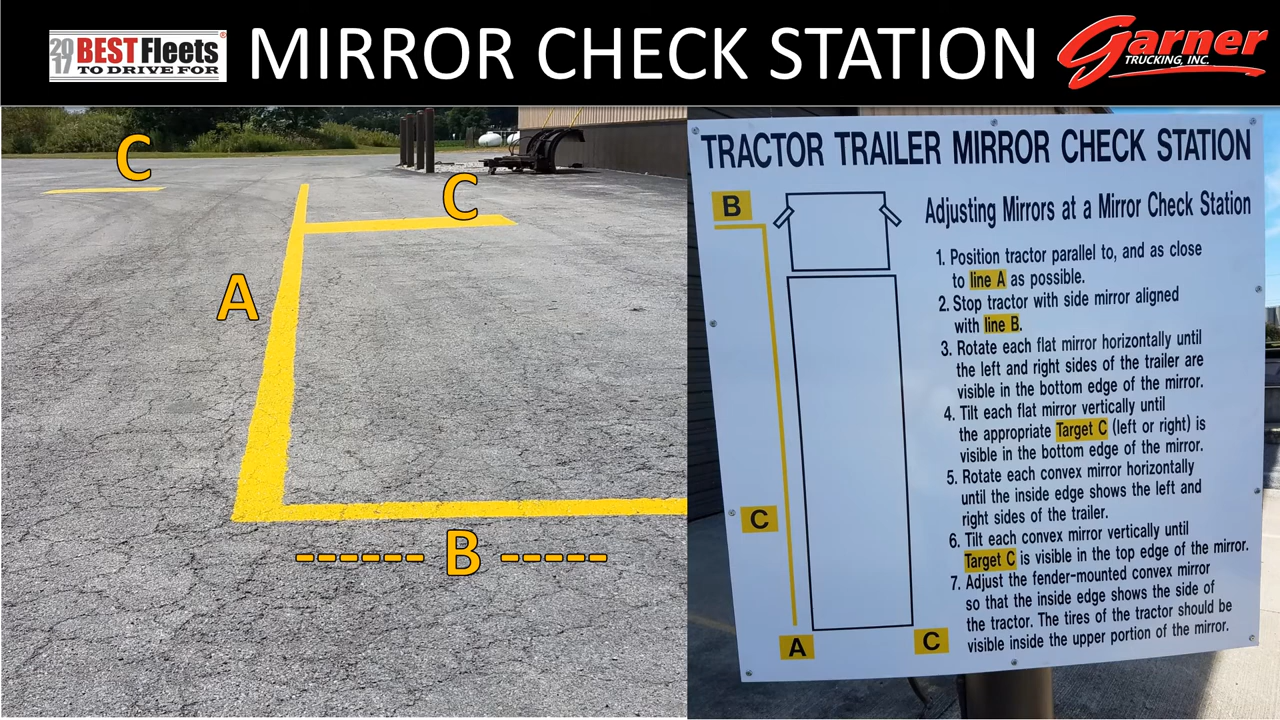 2017 BEST Fleets®
TO DRIVE FOR
MIRROR CHECK STATION
Garner
TRUCKING, INC.
C
C
A
------ B -----
TRACTOR TRAILER MIRROR CHECK STATION
B
Adjusting Mirrors at a Mirror Check Station
1. Position tractor parallel to, and as close
to line A as possible.
2. Stop tractor with side mirror aligned
with line B.
3. Rotate each flat mirror horizontally until
the left and right sides of the trailer are
visible in the bottom edge of the mirror.
4. Tilt each flat mirror vertically until
the appropriate Target C (left or right) is
visible in the bottom edge of the mirror.
5. Rotate each convex mirror horizontally
until the inside edge shows the left and
right sides of the trailer.
6. Tilt each convex mirror vertically until
Target C is visible in the top edge of the mirror.
7. Adjust the fender-mounted convex mirror
so that the inside edge shows the side of
the tractor. The tires of the tractor should be
visible inside the upper portion of the mirror.
C
A
C